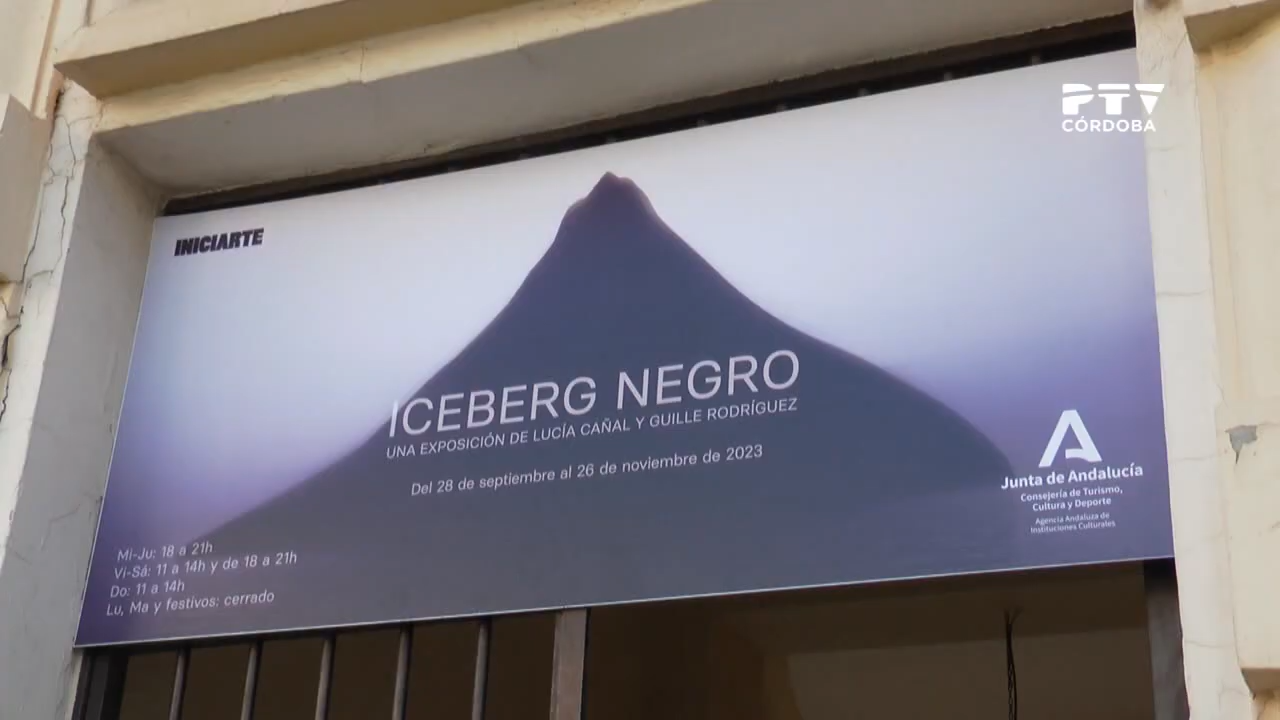 PTV
CÓRDOBA
INICIARTE
ICEBERG NEGRO
UNA EXPOSICIÓN DE LUCÍA CAÑAL Y GUILLE RODRÍGUEZ
Del 28 de septiembre al 26 de noviembre de 2023
Mi-Ju: 18 a 21h
Vi-Sá: 11 a 14h y de 18 a 21h
Do: 11 a 14h
Lu, Ma y festivos: cerrado
Junta de Andalucía
Consejería de Turismo,
Cultura y Deporte
Agencia Andaluza de
Instituciones Culturales